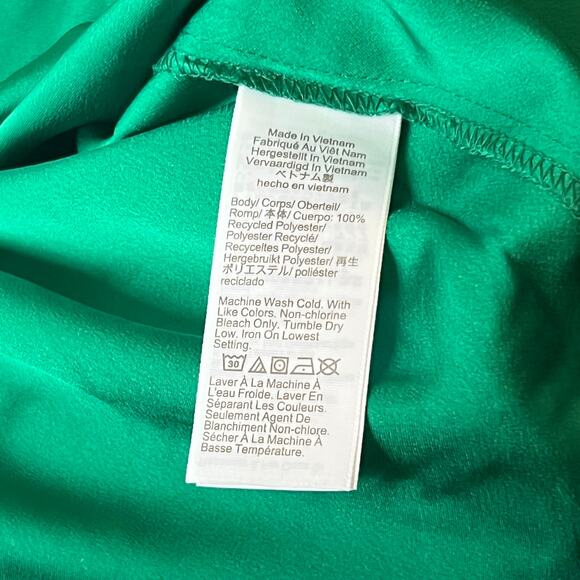 Made In Vietnam
Fabriqué Au Viêt Nam
Hergestellt In Vietnam
Vervaardigd In Vietnam
ベトナム製
hecho en vietnam
Body/ Corps/ Oberteil/
Romp/ 本体/ Cuerpo: 100%
Recycled Polyester/
Polyester Recyclé/
Recyceltes Polyester/
Hergebruikt Polyester/ 再生
ポリエステル/ poliéster
reciclado
Machine Wash Cold, With
Like Colors, Non-chlorine
Bleach Only, Tumble Dry
Low. Iron On Lowest
Setting.
30
Laver À La Machine À
L'eau Froide. Laver En
Séparant Les Couleurs.
Seulement Agent De
Blanchiment Non-chlore.
Sécher À La Machine À
Basse Température.